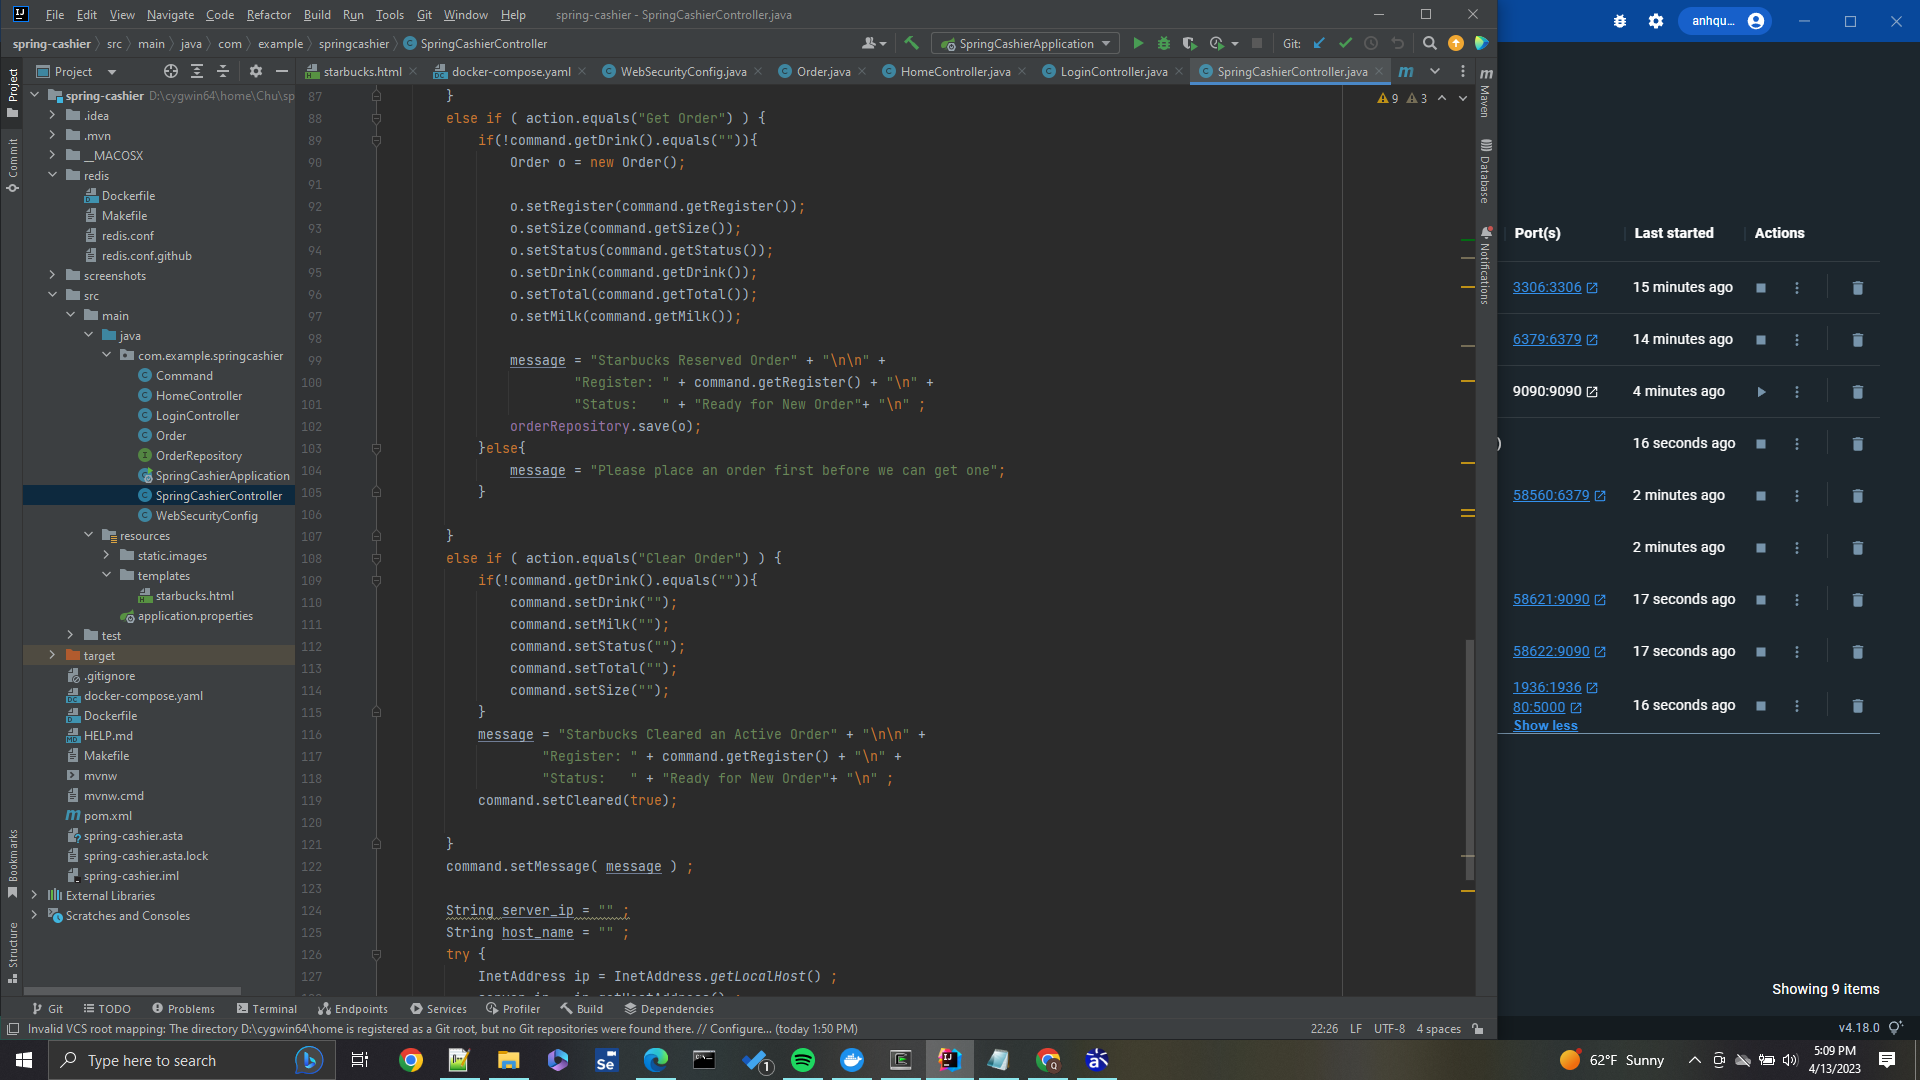 File Edit View Navigate Code Refactor Build Run Tools Git Window Help spring-cashier - SpringCashierController.java
spring-cashier src main java com example springcashier SpringCashierController
SpringCashierApplication Git:
Project
starbucks.html docker-compose.yaml WebSecurityConfig.java Order.java HomeController.java LoginController.java SpringCashierController.java
spring-cashier D:\cygwin64\home\Chu\sp
.idea
.mvn
__MACOSX
redis
Dockerfile
Makefile
redis.conf
redis.conf.github
screenshots
src
main
java
com.example.springcashier
Command
HomeController
LoginController
Order
OrderRepository
SpringCashierApplication
SpringCashierController
WebSecurityConfig
resources
static.images
templates
starbucks.html
application.properties
test
target
.gitignore
docker-compose.yaml
Dockerfile
HELP.md
Makefile
mvnw
mvnw.cmd
pom.xml
spring-cashier.asta
spring-cashier.asta.lock
spring-cashier.iml
External Libraries
Scratches and Consoles
Project
Commit
Bookmarks
Structure
9 3
87 }
88 else if ( action.equals("Get Order") ) {
89 if(!command.getDrink().equals("")){
90 Order o = new Order();
91
92 o.setRegister(command.getRegister());
93 o.setSize(command.getSize());
94 o.setStatus(command.getStatus());
95 o.setDrink(command.getDrink());
96 o.setTotal(command.getTotal());
97 o.setMilk(command.getMilk());
98
99 message = "Starbucks Reserved Order" + "\n\n" +
100 "Register: " + command.getRegister() + "\n" +
101 "Status:   " + "Ready for New Order"+ "\n" ;
102 orderRepository.save(o);
103 }else{
104 message = "Please place an order first before we can get one";
105 }
106
107 }
108 else if ( action.equals("Clear Order") ) {
109 if(!command.getDrink().equals("")){
110 command.setDrink("");
111 command.setMilk("");
112 command.setStatus("");
113 command.setTotal("");
114 command.setSize("");
115 }
116 message = "Starbucks Cleared an Active Order" + "\n\n" +
117 "Register: " + command.getRegister() + "\n" +
118 "Status:   " + "Ready for New Order"+ "\n" ;
119 command.setCleared(true);
120
121 }
122 command.setMessage( message ) ;
123
124 String server_ip = "" ;
125 String host_name = "" ;
126 try {
127 InetAddress ip = InetAddress.getLocalHost() ;
Maven
Database
Notifications
Git TODO Problems Terminal Endpoints Services Profiler Build Dependencies
Invalid VCS root mapping: The directory D:\cygwin64\home is registered as a Git root, but no Git repositories were found there. // Configure... (today 1:50 PM)
22:26 LF UTF-8 4 spaces
anhqu...
Port(s) Last started Actions
3306:3306 15 minutes ago
6379:6379 14 minutes ago
9090:9090 4 minutes ago
) 16 seconds ago
58560:6379 2 minutes ago
2 minutes ago
58621:9090 17 seconds ago
58622:9090 17 seconds ago
1936:1936
80:5000 16 seconds ago
Show less
Showing 9 items
v4.18.0
Type here to search
62°F Sunny
5:09 PM
4/13/2023